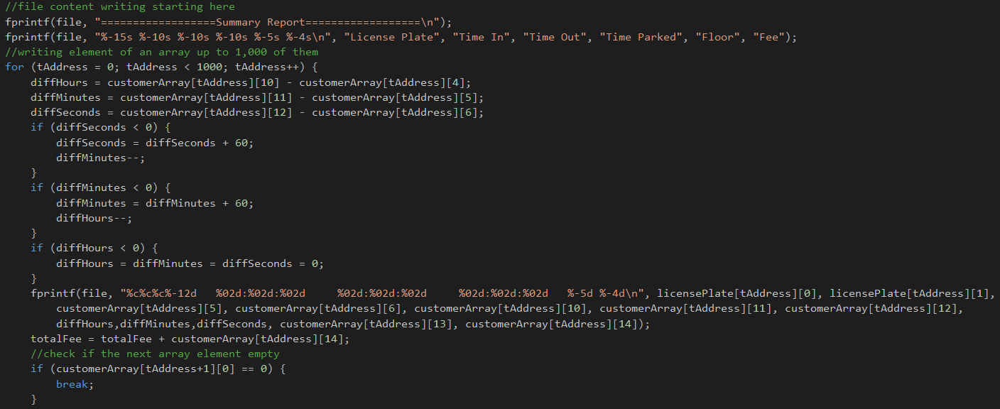 //file content writing starting here
fprintf(file, "==================Summary Report==================\n");
fprintf(file, "%-15s %-10s %-10s %-10s %-5s %-4s\n", "License Plate", "Time In", "Time Out", "Time Parked", "Floor", "Fee");
//writing element of an array up to 1,000 of them
for (tAddress = 0; tAddress < 1000; tAddress++) {
    diffHours = customerArray[tAddress][10] - customerArray[tAddress][4];
    diffMinutes = customerArray[tAddress][11] - customerArray[tAddress][5];
    diffSeconds = customerArray[tAddress][12] - customerArray[tAddress][6];
    if (diffSeconds < 0) {
        diffSeconds = diffSeconds + 60;
        diffMinutes--;
    }
    if (diffMinutes < 0) {
        diffMinutes = diffMinutes + 60;
        diffHours--;
    }
    if (diffHours < 0) {
        diffHours = diffMinutes = diffSeconds = 0;
    }
    fprintf(file, "%c%c%c%-12d   %02d:%02d:%02d     %02d:%02d:%02d     %02d:%02d:%02d   %-5d %-4d\n", licensePlate[tAddress][0], licensePlate[tAddress][1],
        customerArray[tAddress][5], customerArray[tAddress][6], customerArray[tAddress][10], customerArray[tAddress][11], customerArray[tAddress][12],
        diffHours,diffMinutes,diffSeconds, customerArray[tAddress][13], customerArray[tAddress][14]);
    totalFee = totalFee + customerArray[tAddress][14];
    //check if the next array element empty
    if (customerArray[tAddress+1][0] == 0) {
        break;
    }